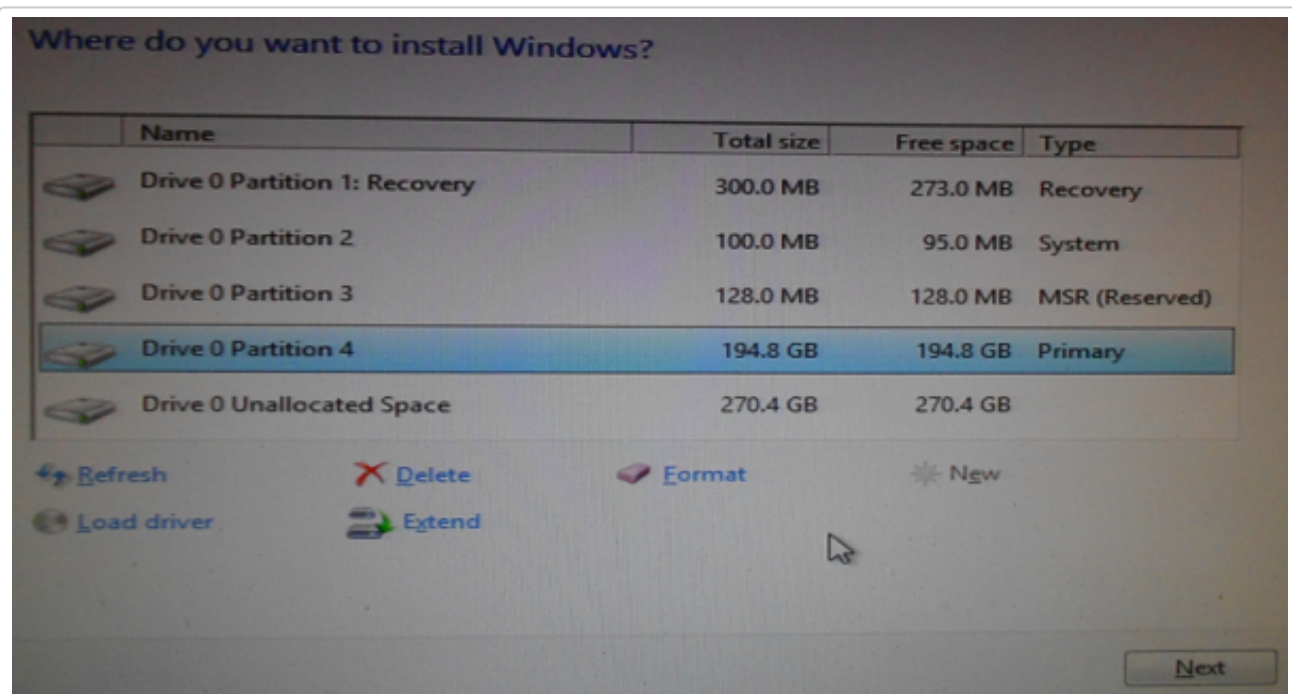 Where do you want to install Windows?
Name Total size Free space Type
Drive 0 Partition 1: Recovery 300.0 MB 273.0 MB Recovery
Drive 0 Partition 2 100.0 MB 95.0 MB System
Drive 0 Partition 3 128.0 MB 128.0 MB MSR (Reserved)
Drive 0 Partition 4 194.8 GB 194.8 GB Primary
Drive 0 Unallocated Space 270.4 GB 270.4 GB
Refresh Delete Format New
Load driver Extend
Next